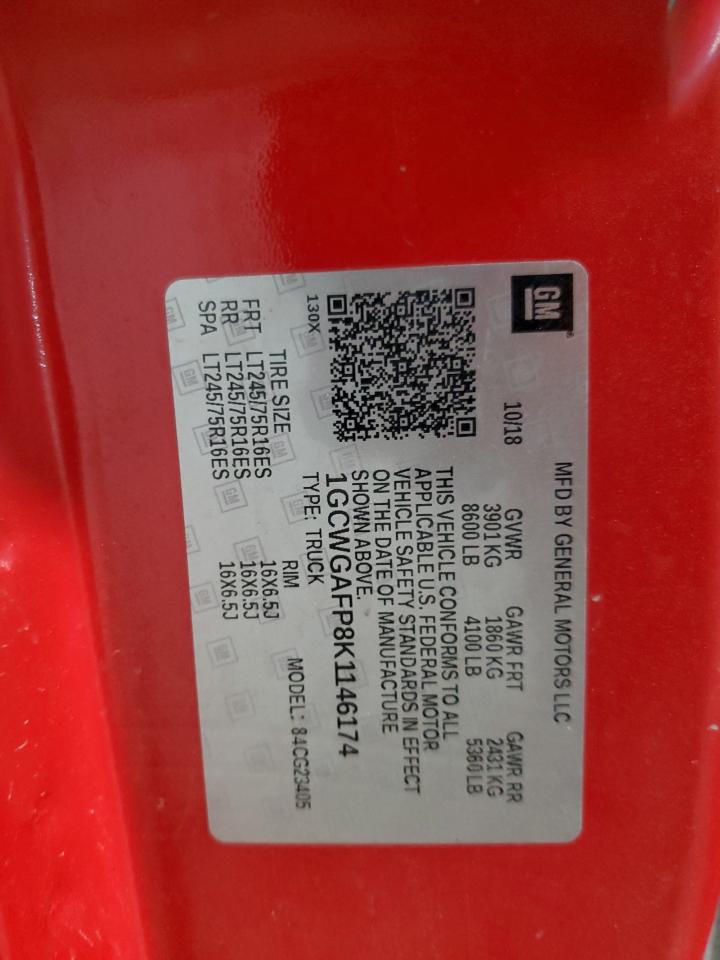 GM
MFD BY GENERAL MOTORS LLC
10/18 GVWR GAWR FRT GAWR RR
3901 KG 1860 KG 2431 KG
8600 LB 4100 LB 5360 LB
THIS VEHICLE CONFORMS TO ALL
APPLICABLE U.S. FEDERAL MOTOR
VEHICLE SAFETY STANDARDS IN EFFECT
ON THE DATE OF MANUFACTURE
SHOWN ABOVE.
1GCWGAFP8K1146174
130X TYPE: TRUCK
TIRE SIZE RIM MODEL: 84CG23405
FRT LT245/75R16ES 16X6.5J
RR LT245/75R16ES 16X6.5J
SPA LT245/75R16ES 16X6.5J